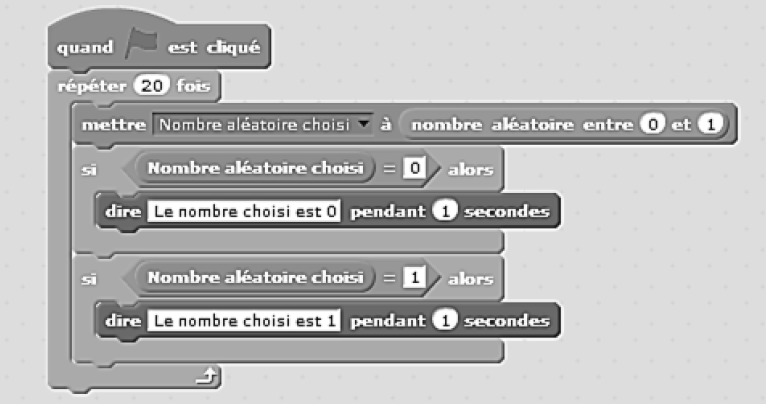 quand est cliqué
répéter 20 fois
mettre Nombre aléatoire choisi à nombre aléatoire entre 0 et 1
si Nombre aléatoire choisi = 0 alors
dire Le nombre choisi est 0 pendant 1 secondes
si Nombre aléatoire choisi = 1 alors
dire Le nombre choisi est 1 pendant 1 secondes